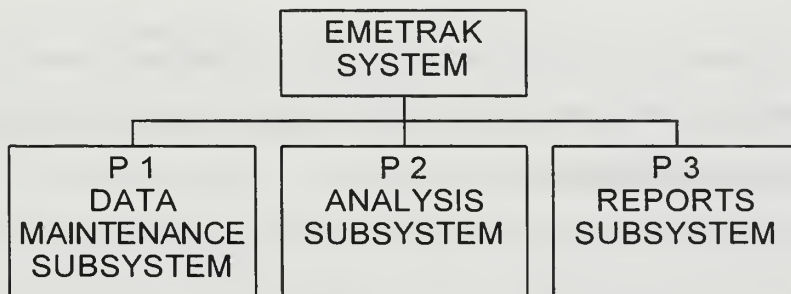 EMETRAK
SYSTEM
P 1
DATA
MAINTENANCE
SUBSYSTEM
P 2
ANALYSIS
SUBSYSTEM
P 3
REPORTS
SUBSYSTEM